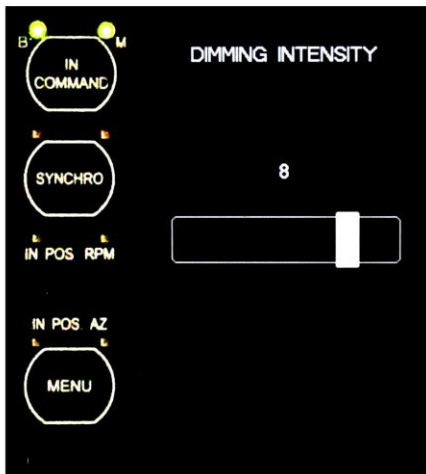 B
M
IN
COMMAND
DIMMING INTENSITY
SYNCHRO
8
IN POS RPM
IN POS AZ
MENU